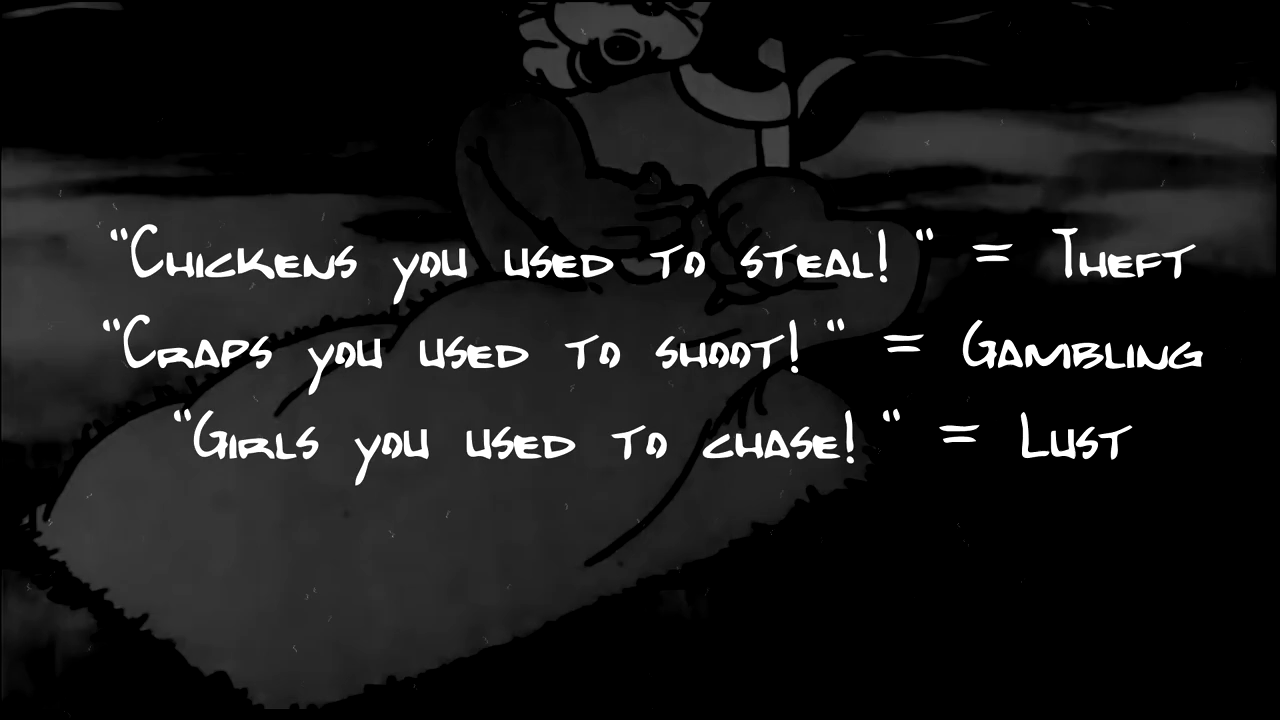 "Chickens you used to steal!" = Theft
"Craps you used to shoot!" = Gambling
"Girls you used to chase!" = Lust